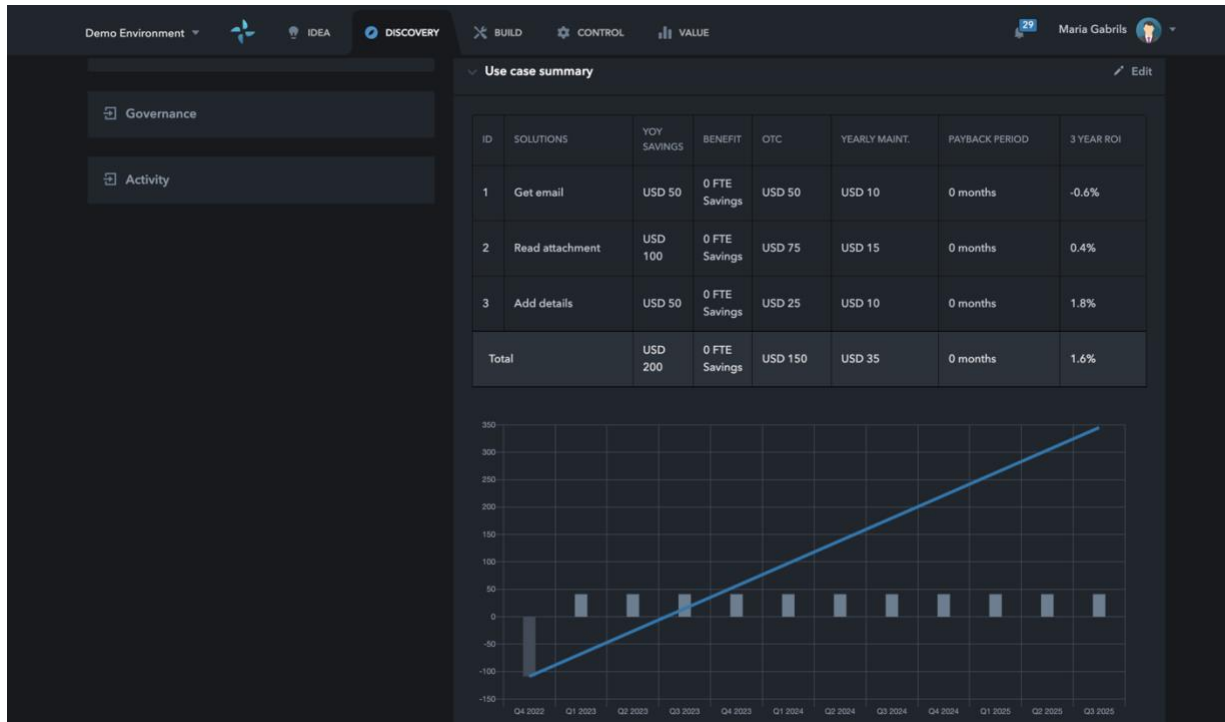 Demo Environment
IDEA
DISCOVERY
BUILD
CONTROL
VALUE
29
Maria Gabrils
Use case summary
Edit
Governance
Activity
ID SOLUTIONS YOY SAVINGS BENEFIT OTC YEARLY MAINT. PAYBACK PERIOD 3 YEAR ROI
1 Get email USD 50 0 FTE Savings USD 50 USD 10 0 months -0.6%
2 Read attachment USD 100 0 FTE Savings USD 75 USD 15 0 months 0.4%
3 Add details USD 50 0 FTE Savings USD 25 USD 10 0 months 1.8%
Total USD 200 0 FTE Savings USD 150 USD 35 0 months 1.6%
350
300
250
200
150
100
50
0
-50
-100
-150
Q4 2022 Q1 2023 Q2 2023 Q3 2023 Q4 2023 Q1 2024 Q2 2024 Q3 2024 Q4 2024 Q1 2025 Q2 2025 Q3 2025